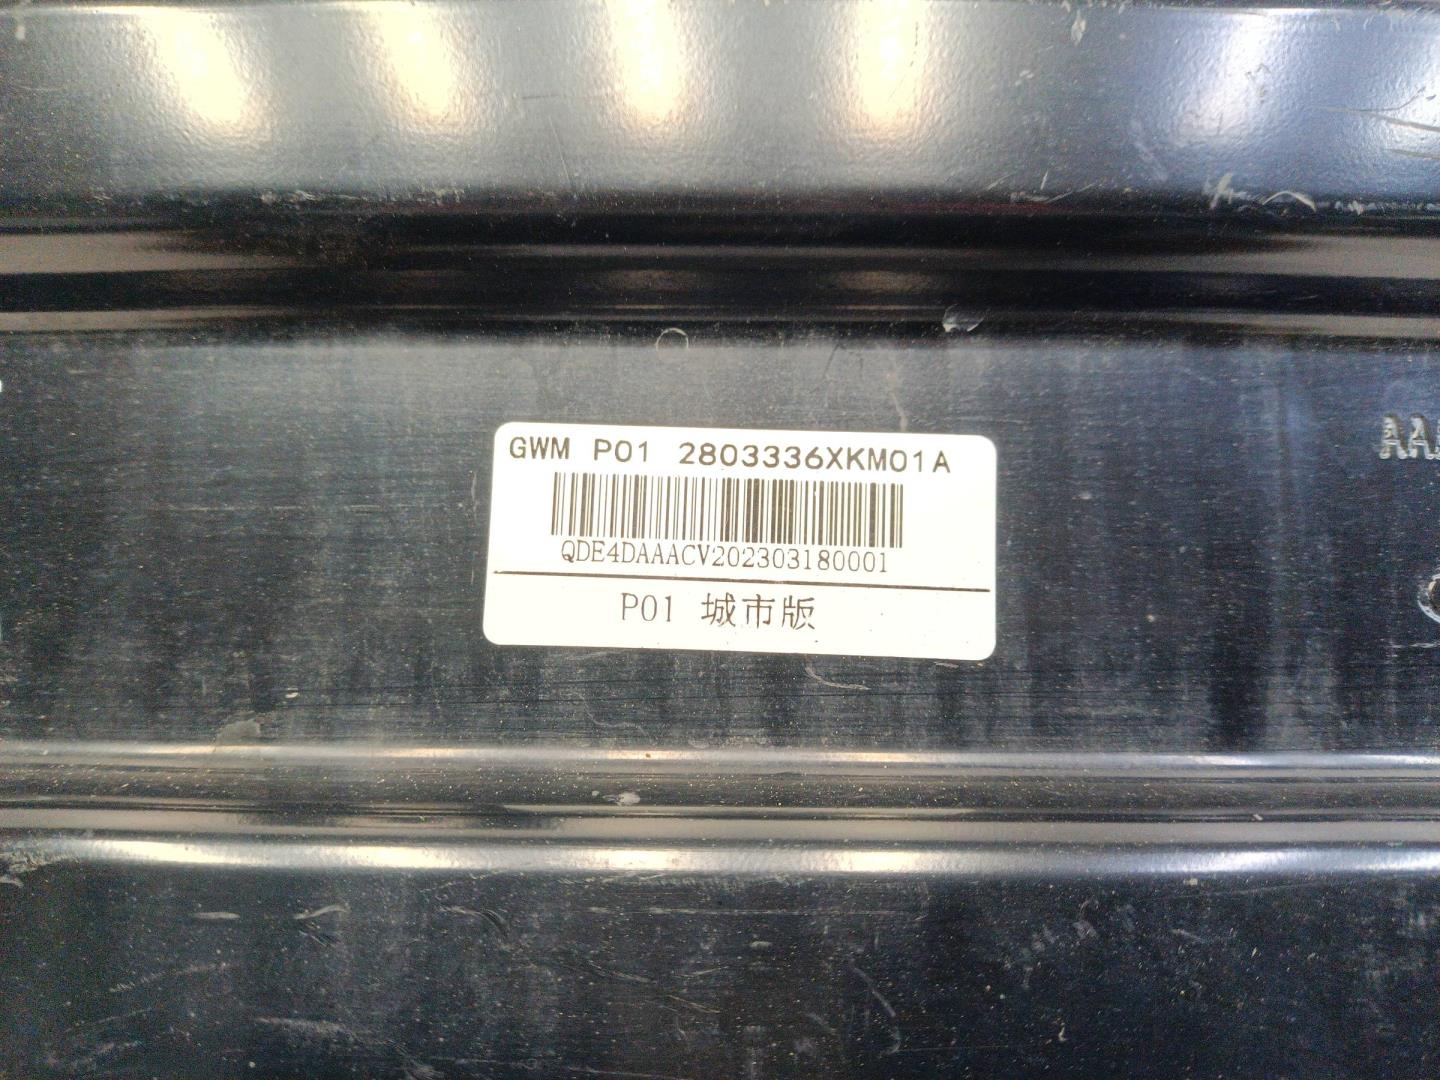 GWM P01 2803336XKM01A
QDE4DAAACV202303180001
P01 城市版